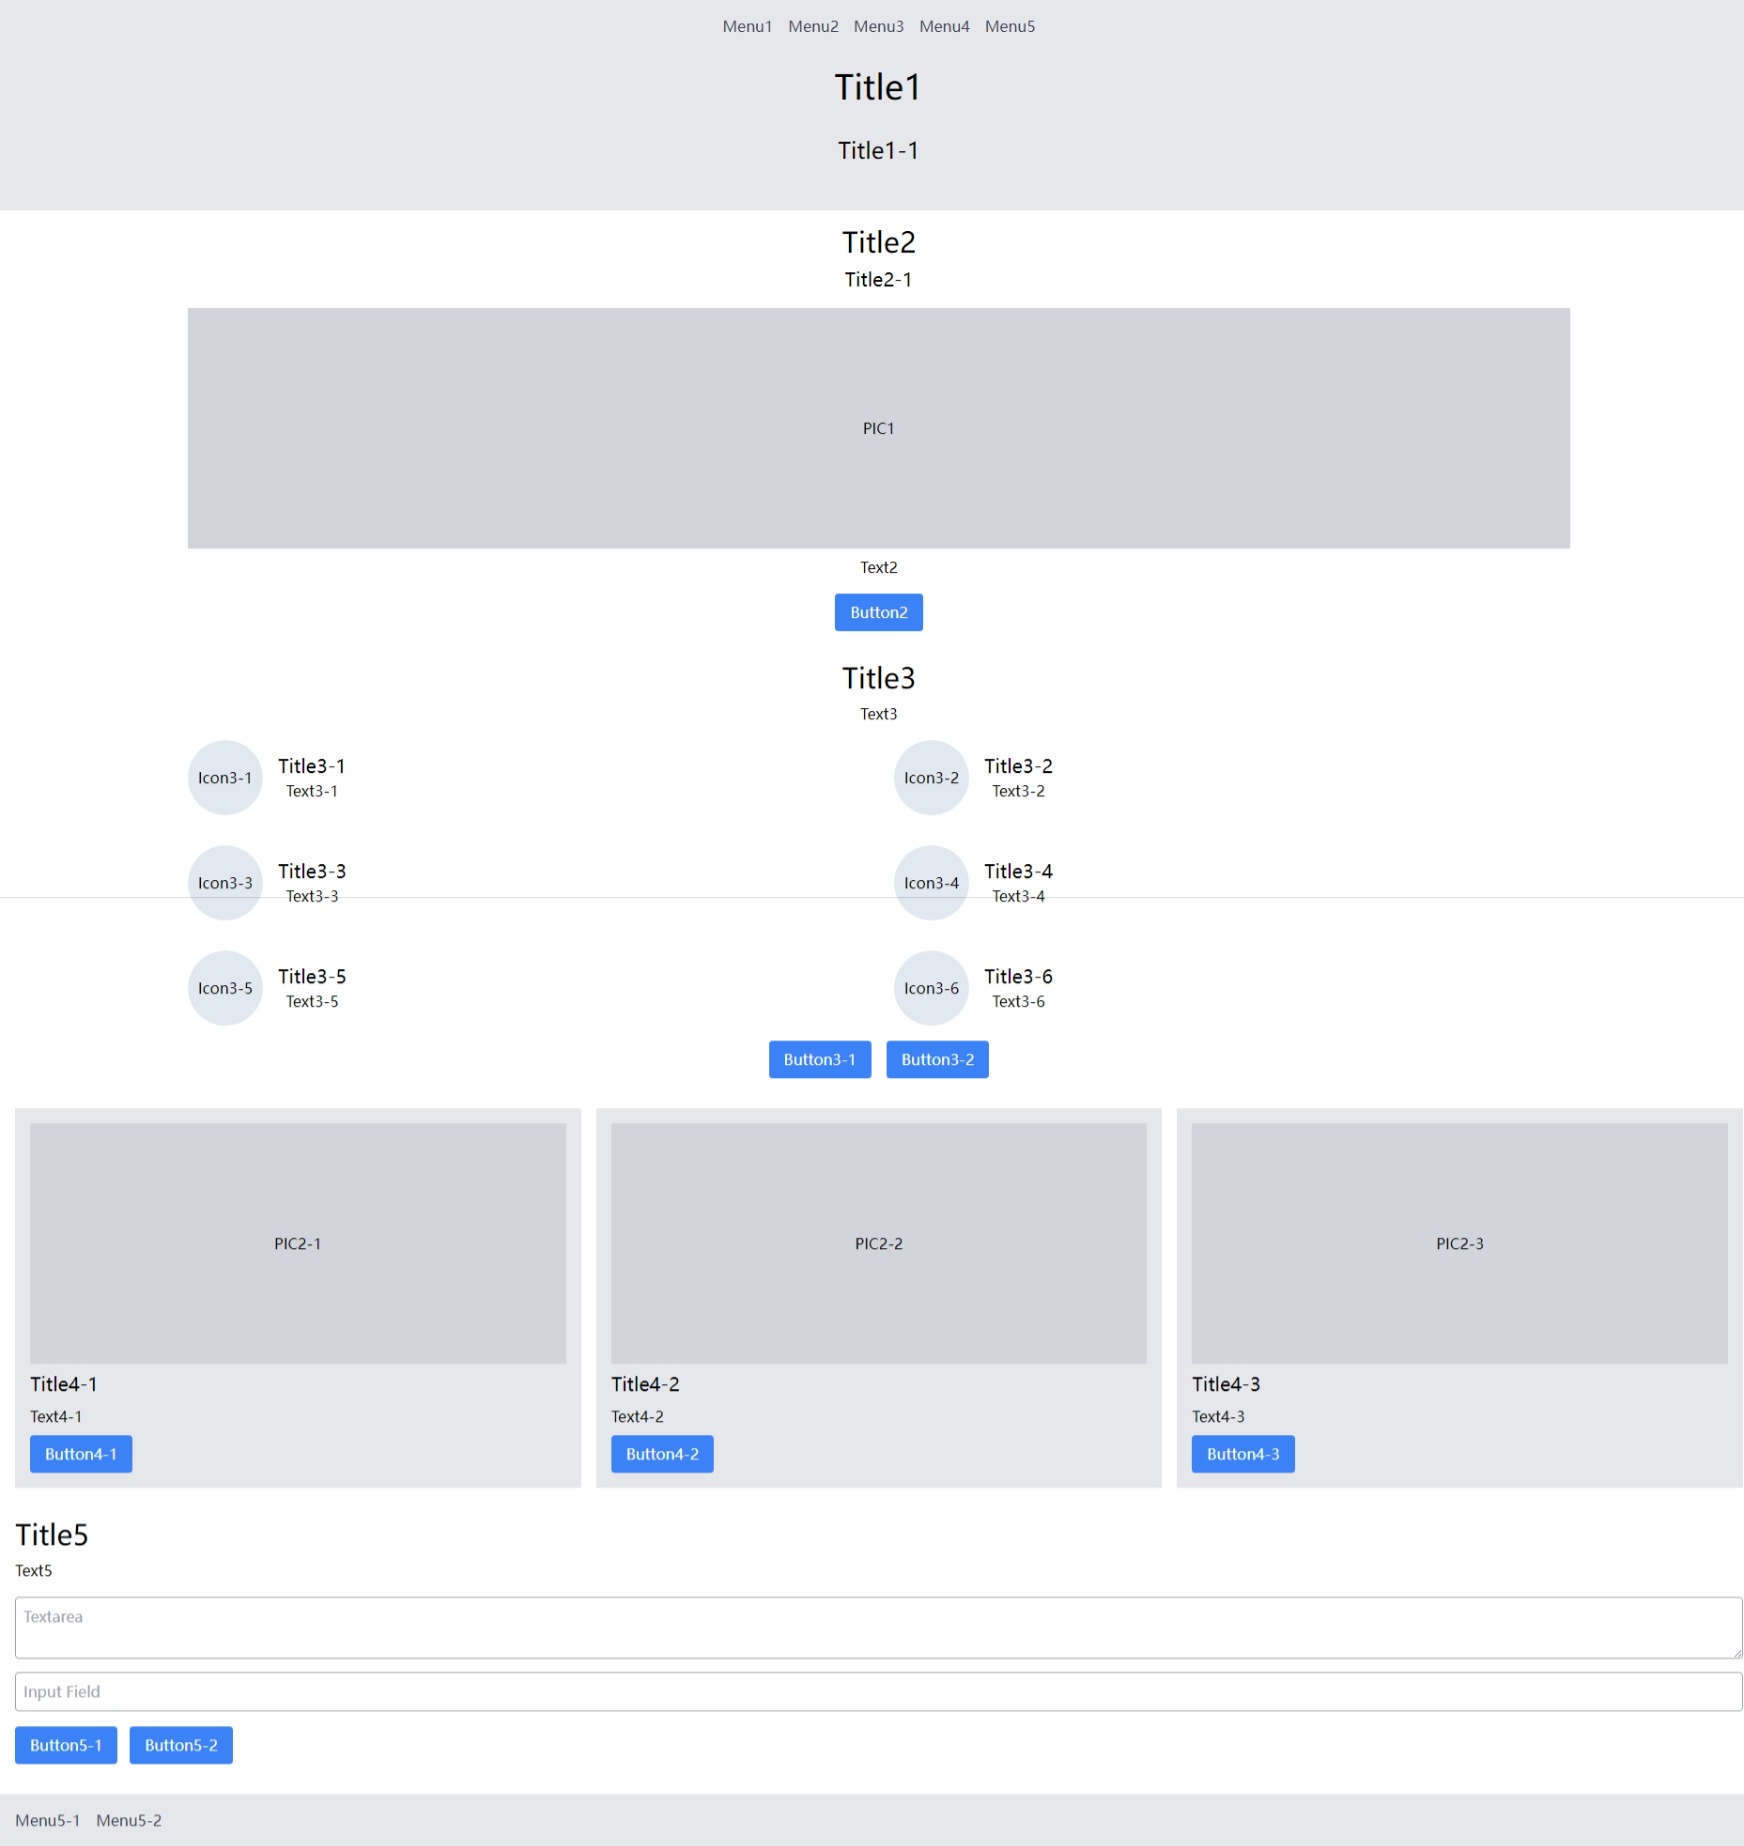 Menu1 Menu2 Menu3 Menu4 Menu5
Title1
Title1-1
Title2
Title2-1
PIC1
Text2
Button2
Title3
Text3
Icon3-1 Title3-1
Text3-1
Icon3-2 Title3-2
Text3-2
Icon3-3 Title3-3
Text3-3
Icon3-4 Title3-4
Text3-4
Icon3-5 Title3-5
Text3-5
Icon3-6 Title3-6
Text3-6
Button3-1 Button3-2
PIC2-1
Title4-1
Text4-1
Button4-1
PIC2-2
Title4-2
Text4-2
Button4-2
PIC2-3
Title4-3
Text4-3
Button4-3
Title5
Text5
Textarea
Input Field
Button5-1 Button5-2
Menu5-1 Menu5-2